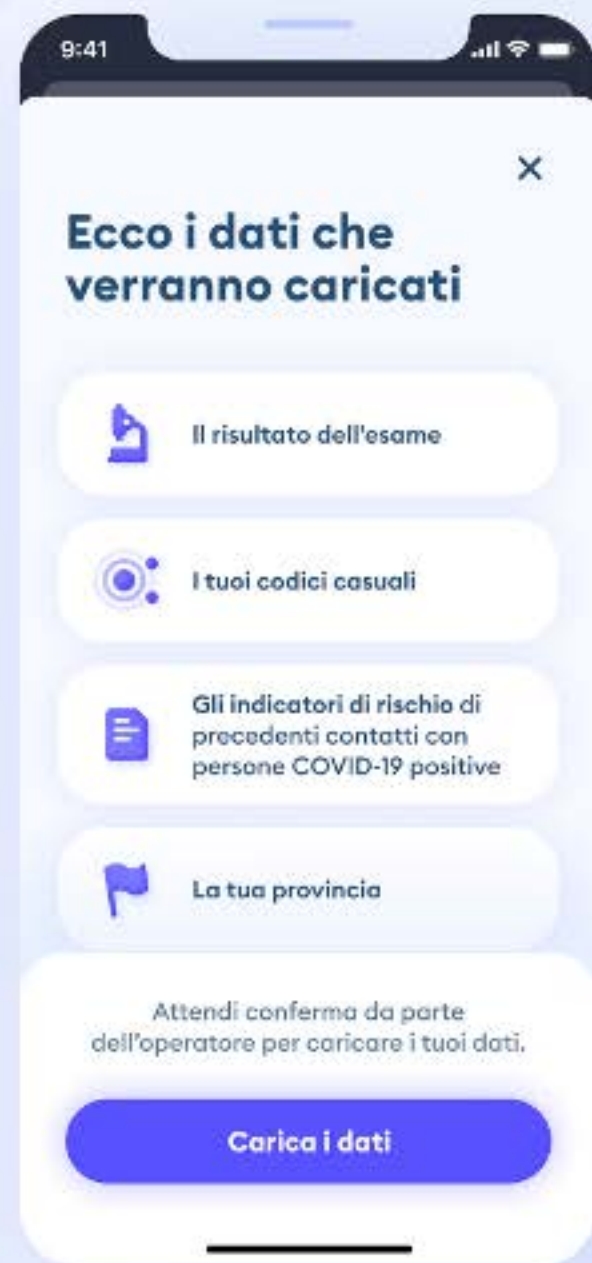 9:41
Ecco i dati che
verranno caricati
Il risultato dell'esame
I tuoi codici casuali
Gli indicatori di rischio di
precedenti contatti con
persone COVID-19 positive
La tua provincia
Attendi conferma da parte
dell'operatore per caricare i tuoi dati.
Carica i dati